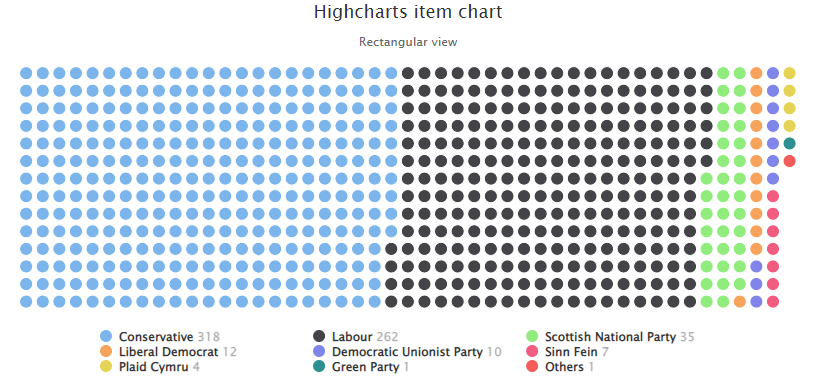 Highcharts item chart
Rectangular view
Conservative 318 Labour 262 Scottish National Party 35
Liberal Democrat 12 Democratic Unionist Party 10 Sinn Fein 7
Plaid Cymru 4 Green Party 1 Others 1